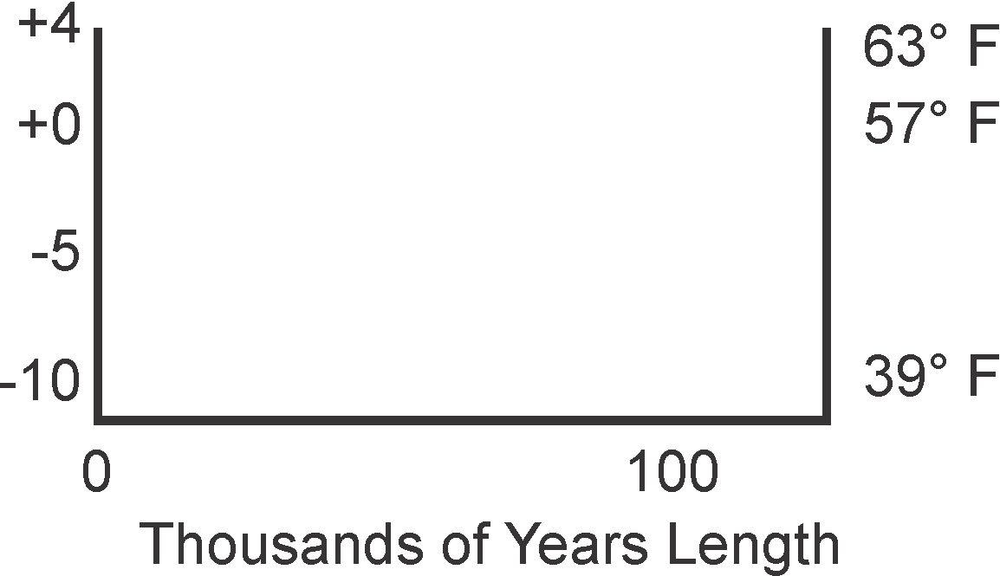 +4 63° F
+0 57° F
-5
-10 39° F
0 100
Thousands of Years Length